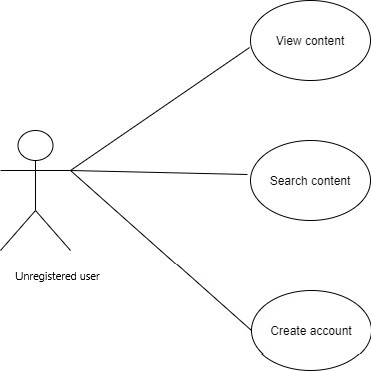 View content
Search content
Unregistered user
Create account